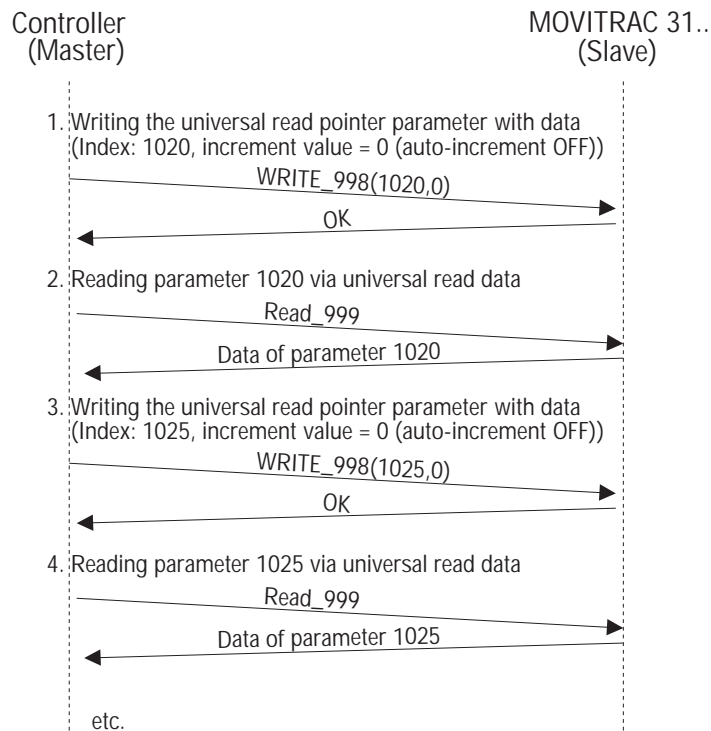 Controller
(Master)
MOVITRAC 31..
(Slave)
1. Writing the universal read pointer parameter with data
(Index: 1020, increment value = 0 (auto-increment OFF))
WRITE_998(1020,0)
OK
2. Reading parameter 1020 via universal read data
Read_999
Data of parameter 1020
3. Writing the universal read pointer parameter with data
(Index: 1025, increment value = 0 (auto-increment OFF))
WRITE_998(1025,0)
OK
4. Reading parameter 1025 via universal read data
Read_999
Data of parameter 1025
etc.